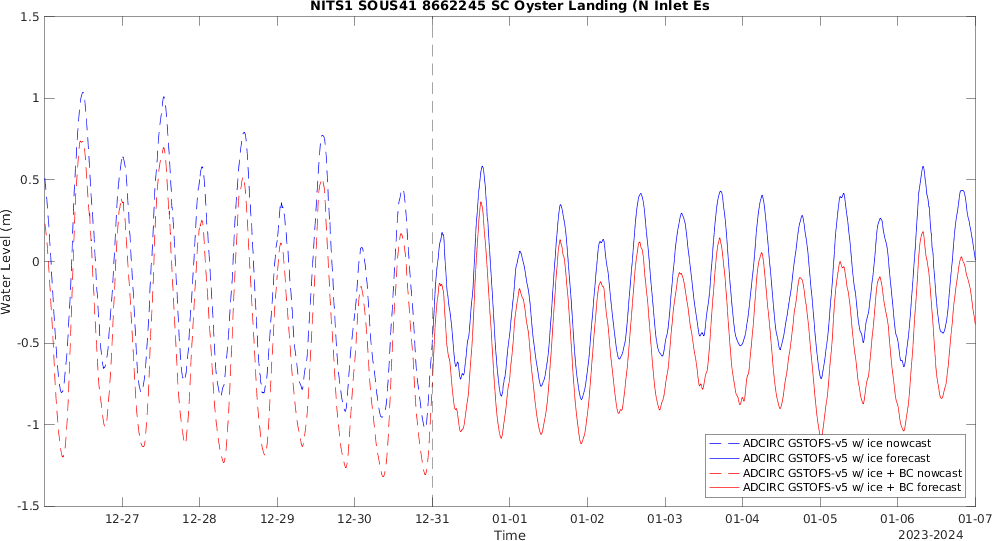 NITS1 SOUS41 8662245 SC Oyster Landing (N Inlet Es
Water Level (m)
1.5
1
0.5
0
-0.5
-1
-1.5
12-27 12-28 12-29 12-30 12-31 01-01 01-02 01-03 01-04 01-05 01-06 01-07
Time
2023-2024
ADCIRC GSTOFS-v5 w/ ice nowcast
ADCIRC GSTOFS-v5 w/ ice forecast
ADCIRC GSTOFS-v5 w/ ice + BC nowcast
ADCIRC GSTOFS-v5 w/ ice + BC forecast